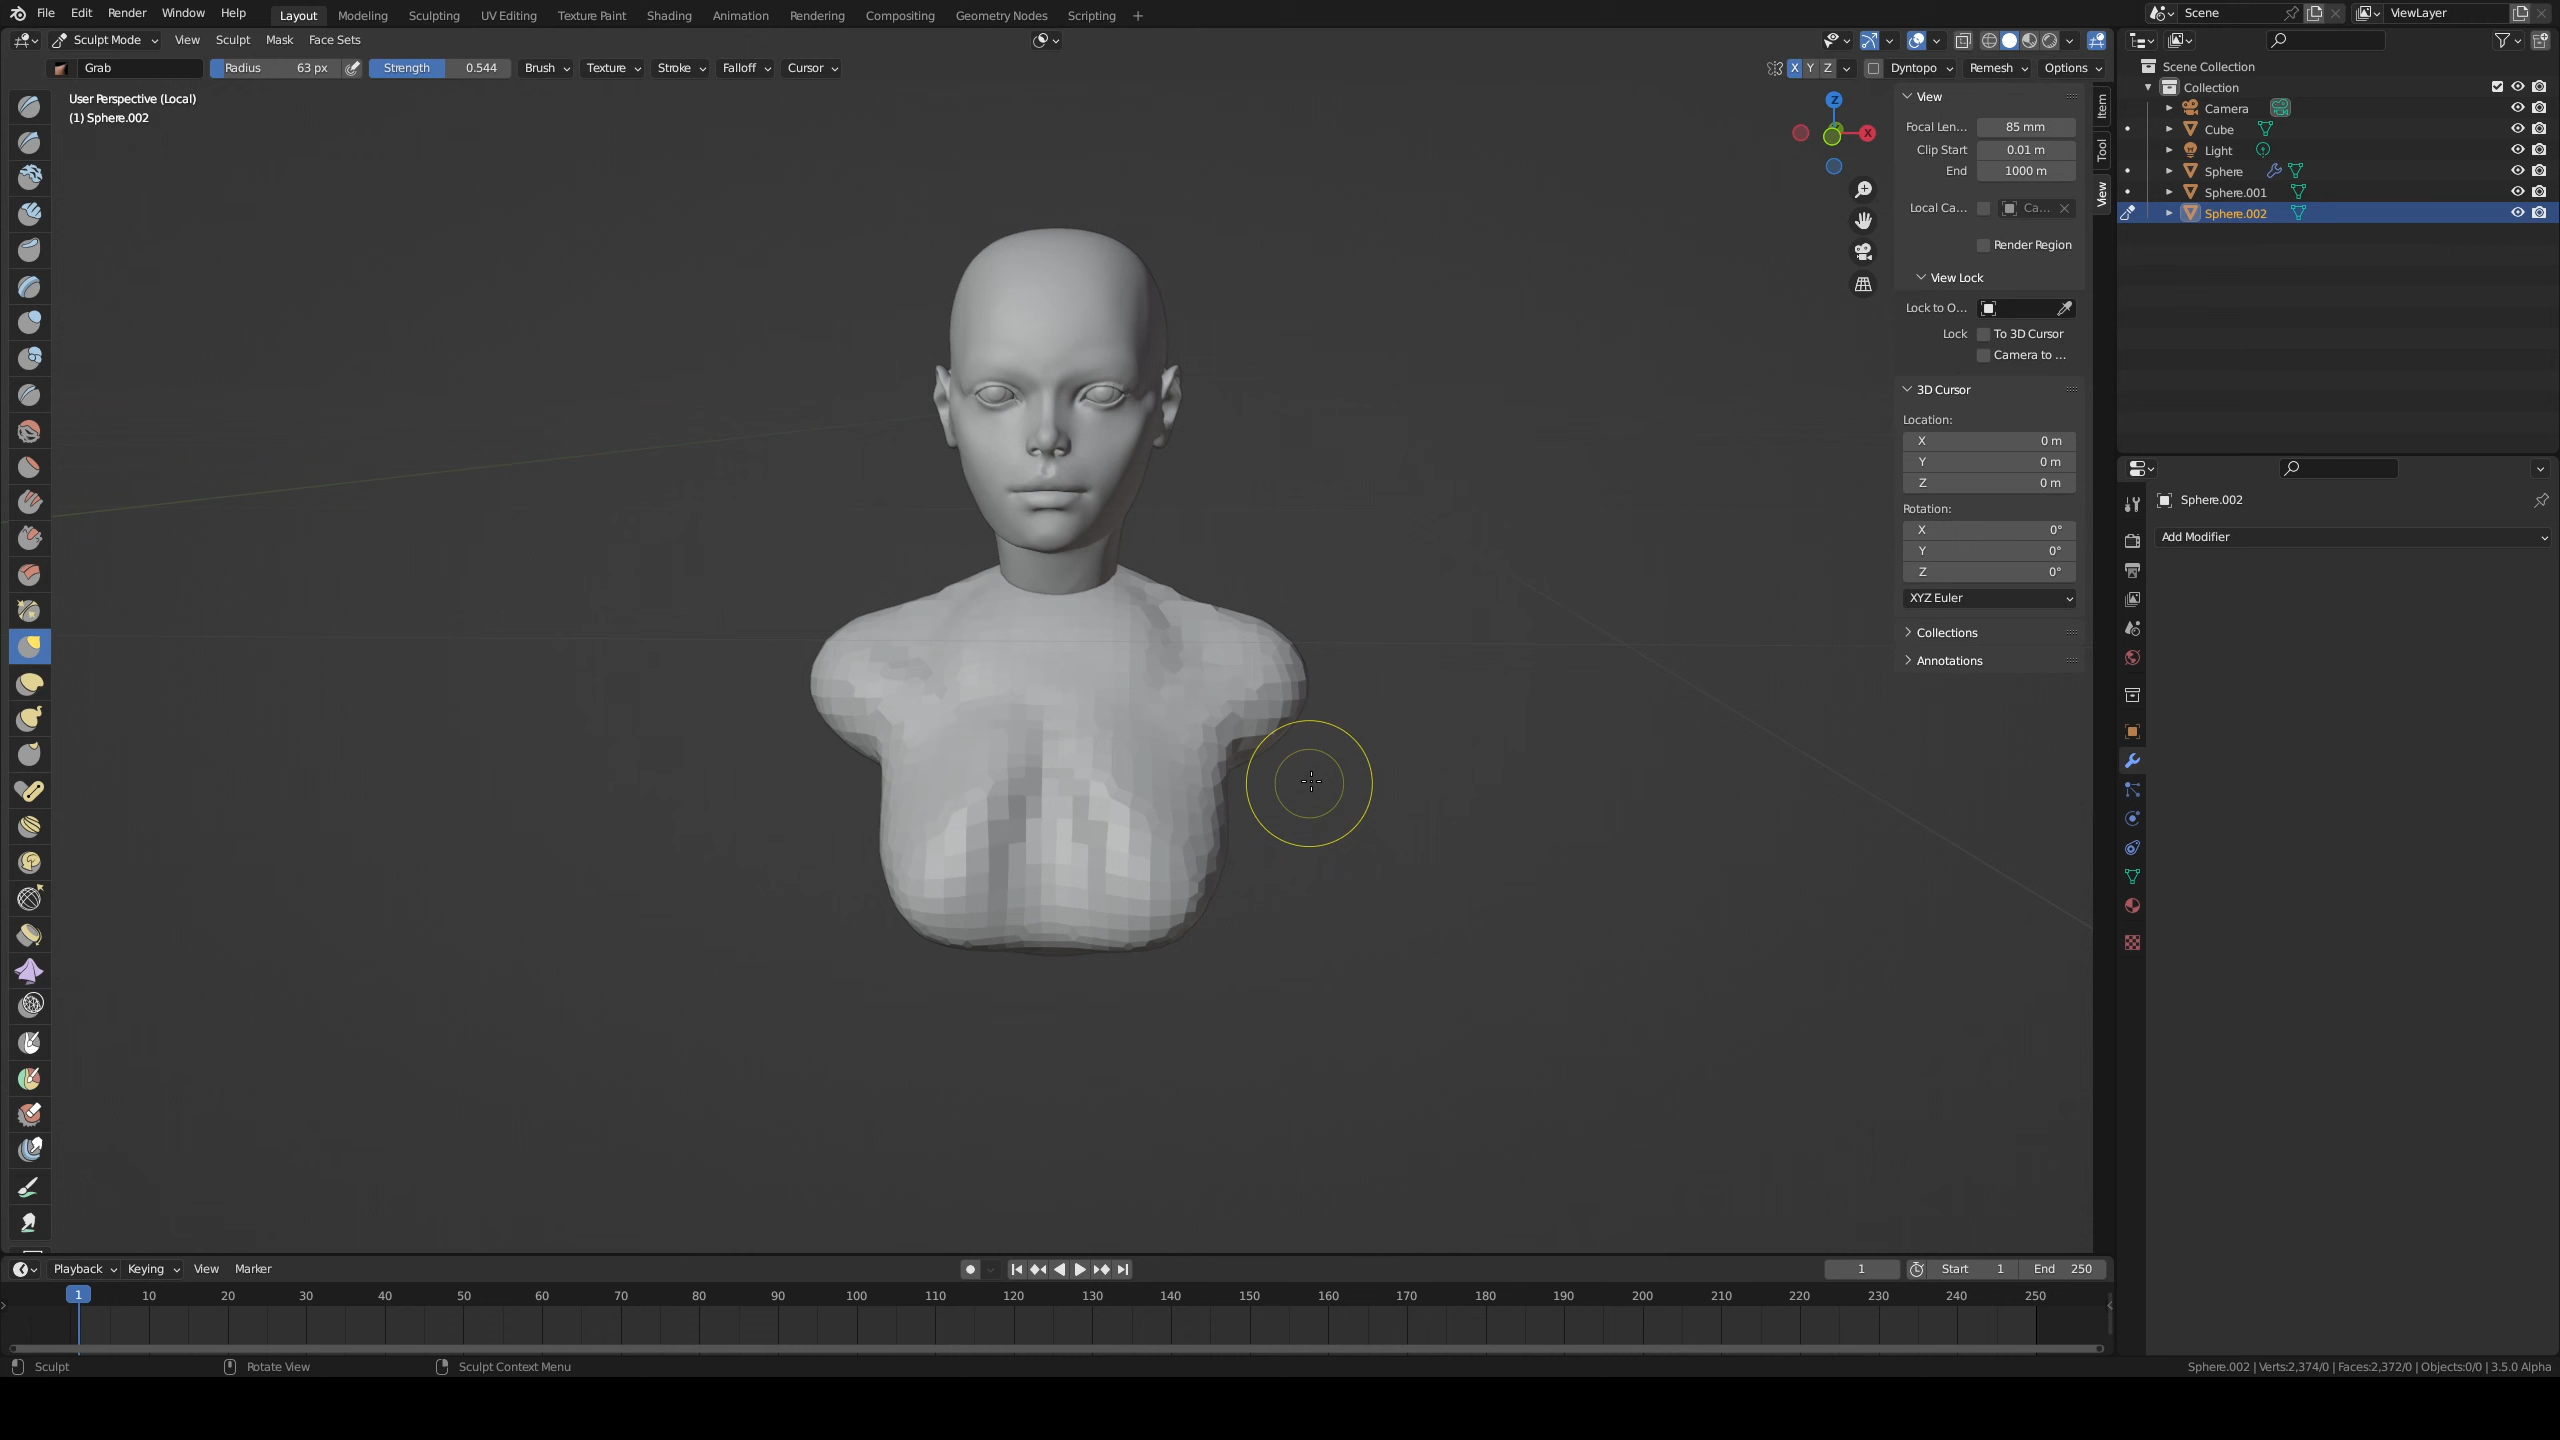 File Edit Render Window Help Layout Modeling Sculpting UV Editing Texture Paint Shading Animation Rendering Compositing Geometry Nodes Scripting + Scene ViewLayer
Sculpt Mode View Sculpt Mask Face Sets
Grab Radius 63 px Strength 0.544 Brush Texture Stroke Falloff Cursor X Y Z Dyntopo Remesh Options
User Perspective (Local)
(1) Sphere.002
Z
X
View
Focal Len... 85 mm
Clip Start 0.01 m
End 1000 m
Local Ca... Ca...
Render Region
View Lock
Lock to O...
Lock To 3D Cursor
Camera to ...
3D Cursor
Location:
X 0 m
Y 0 m
Z 0 m
Rotation:
X 0°
Y 0°
Z 0°
XYZ Euler
Collections
Annotations
Item
Tool
View
Scene Collection
Collection
Camera
Cube
Light
Sphere
Sphere.001
Sphere.002
Sphere.002
Add Modifier
Playback Keying View Marker 1 Start 1 End 250
1 10 20 30 40 50 60 70 80 90 100 110 120 130 140 150 160 170 180 190 200 210 220 230 240 250
Sculpt Rotate View Sculpt Context Menu Sphere.002 | Verts:2,374/0 | Faces:2,372/0 | Objects:0/0 | 3.5.0 Alpha